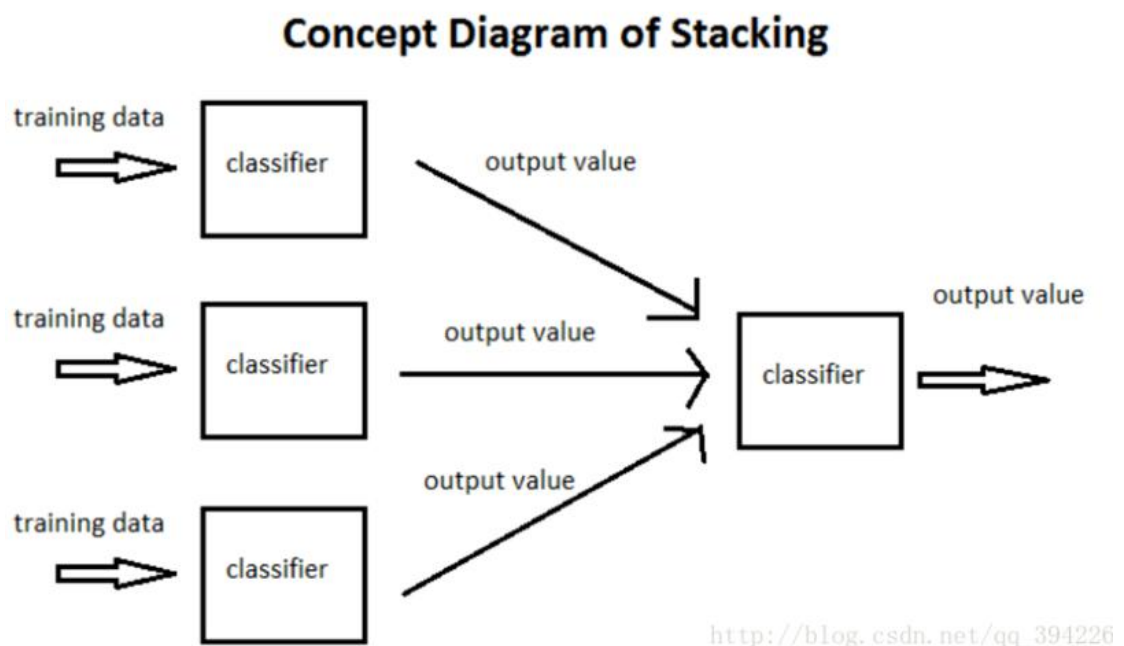 Concept Diagram of Stacking
training data
classifier
output value
training data
classifier
output value
training data
classifier
output value
classifier
output value
http://blog.csdn.net/qq_394226